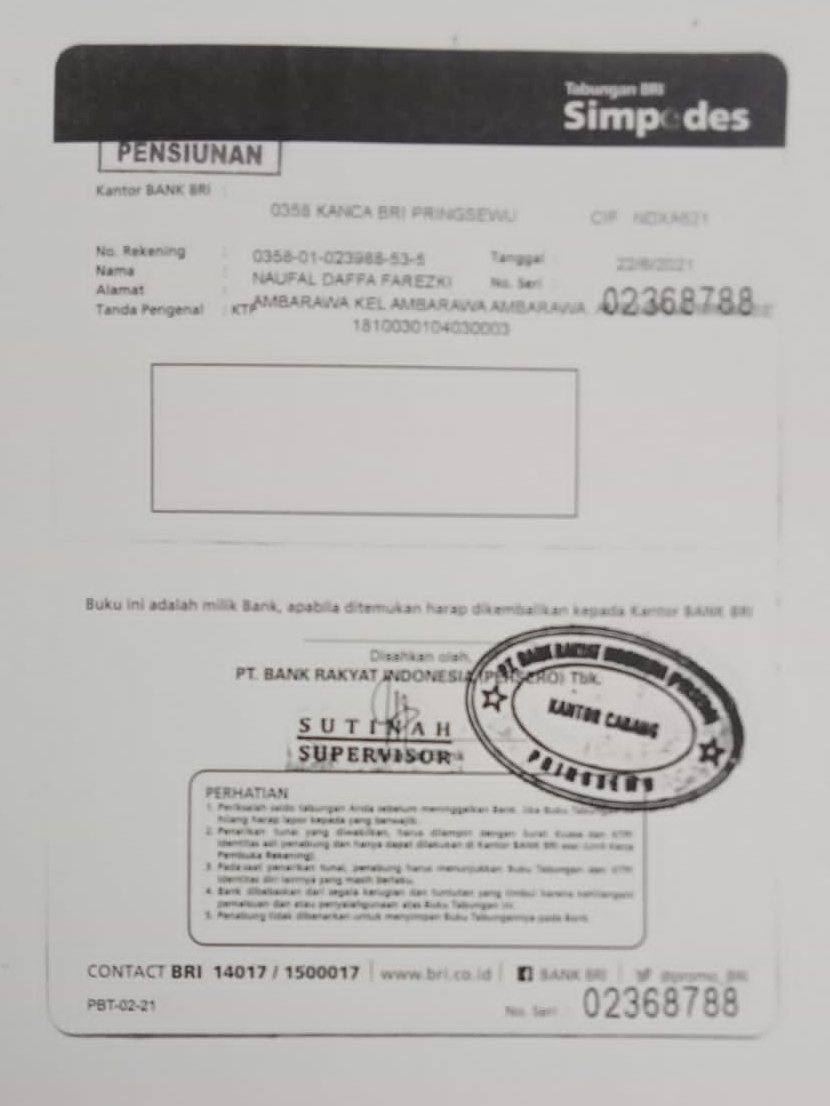 Tabungan BRI
Simpedes
PENSIUNAN
Kantor BANK BRI :
0358 KANCA BRI PRINGSEWU CIF
No. Rekening : 0358-01-023988-53-5 Tanggal : 22/6/2021
Nama : NAUFAL DAFFA FAREZKI No. Seri : 02368788
Alamat : AMBARAWA KEL AMBARAWA AMBARAWA
Tanda Pengenal : KTP 1810030104030003
Buku ini adalah milik Bank, apabila ditemukan harap dikembalikan kepada Kantor BANK BRI
Disahkan oleh,
PT. BANK RAKYAT INDONESIA (PERSERO) Tbk.
SUTINAH
SUPERVISOR
PT. BANK RAKYAT INDONESIA (PERSERO)
KANTOR CABANG
PRINGSEWU
PERHATIAN
1. Periksalah saldo tabungan Anda sebelum meninggalkan Bank. Jika Buku Tabungan
hilang harap lapor kepada yang berwajib.
2. Penarikan tunai yang diwakilkan, harus dilampiri dengan Surat Kuasa dan KTP/
Identitas asli penabung dan hanya dapat dilakukan di Kantor BANK BRI asal (Unit Kerja
Pembuka Rekening).
3. Pada saat penarikan tunai, penabung harus menunjukkan Buku Tabungan dan KTP/
Identitas diri lainnya yang masih berlaku.
4. Bank dibebaskan dari segala kerugian dan tuntutan yang timbul karena kehilangan/
pemalsuan dan atau penyalahgunaan atas Buku Tabungan ini.
5. Penabung tidak dibenarkan untuk menyimpan Buku Tabungannya pada Bank.
CONTACT BRI 14017 / 1500017 | www.bri.co.id | BANK BRI | @promo_BRI
PBT-02-21 No. Seri : 02368788